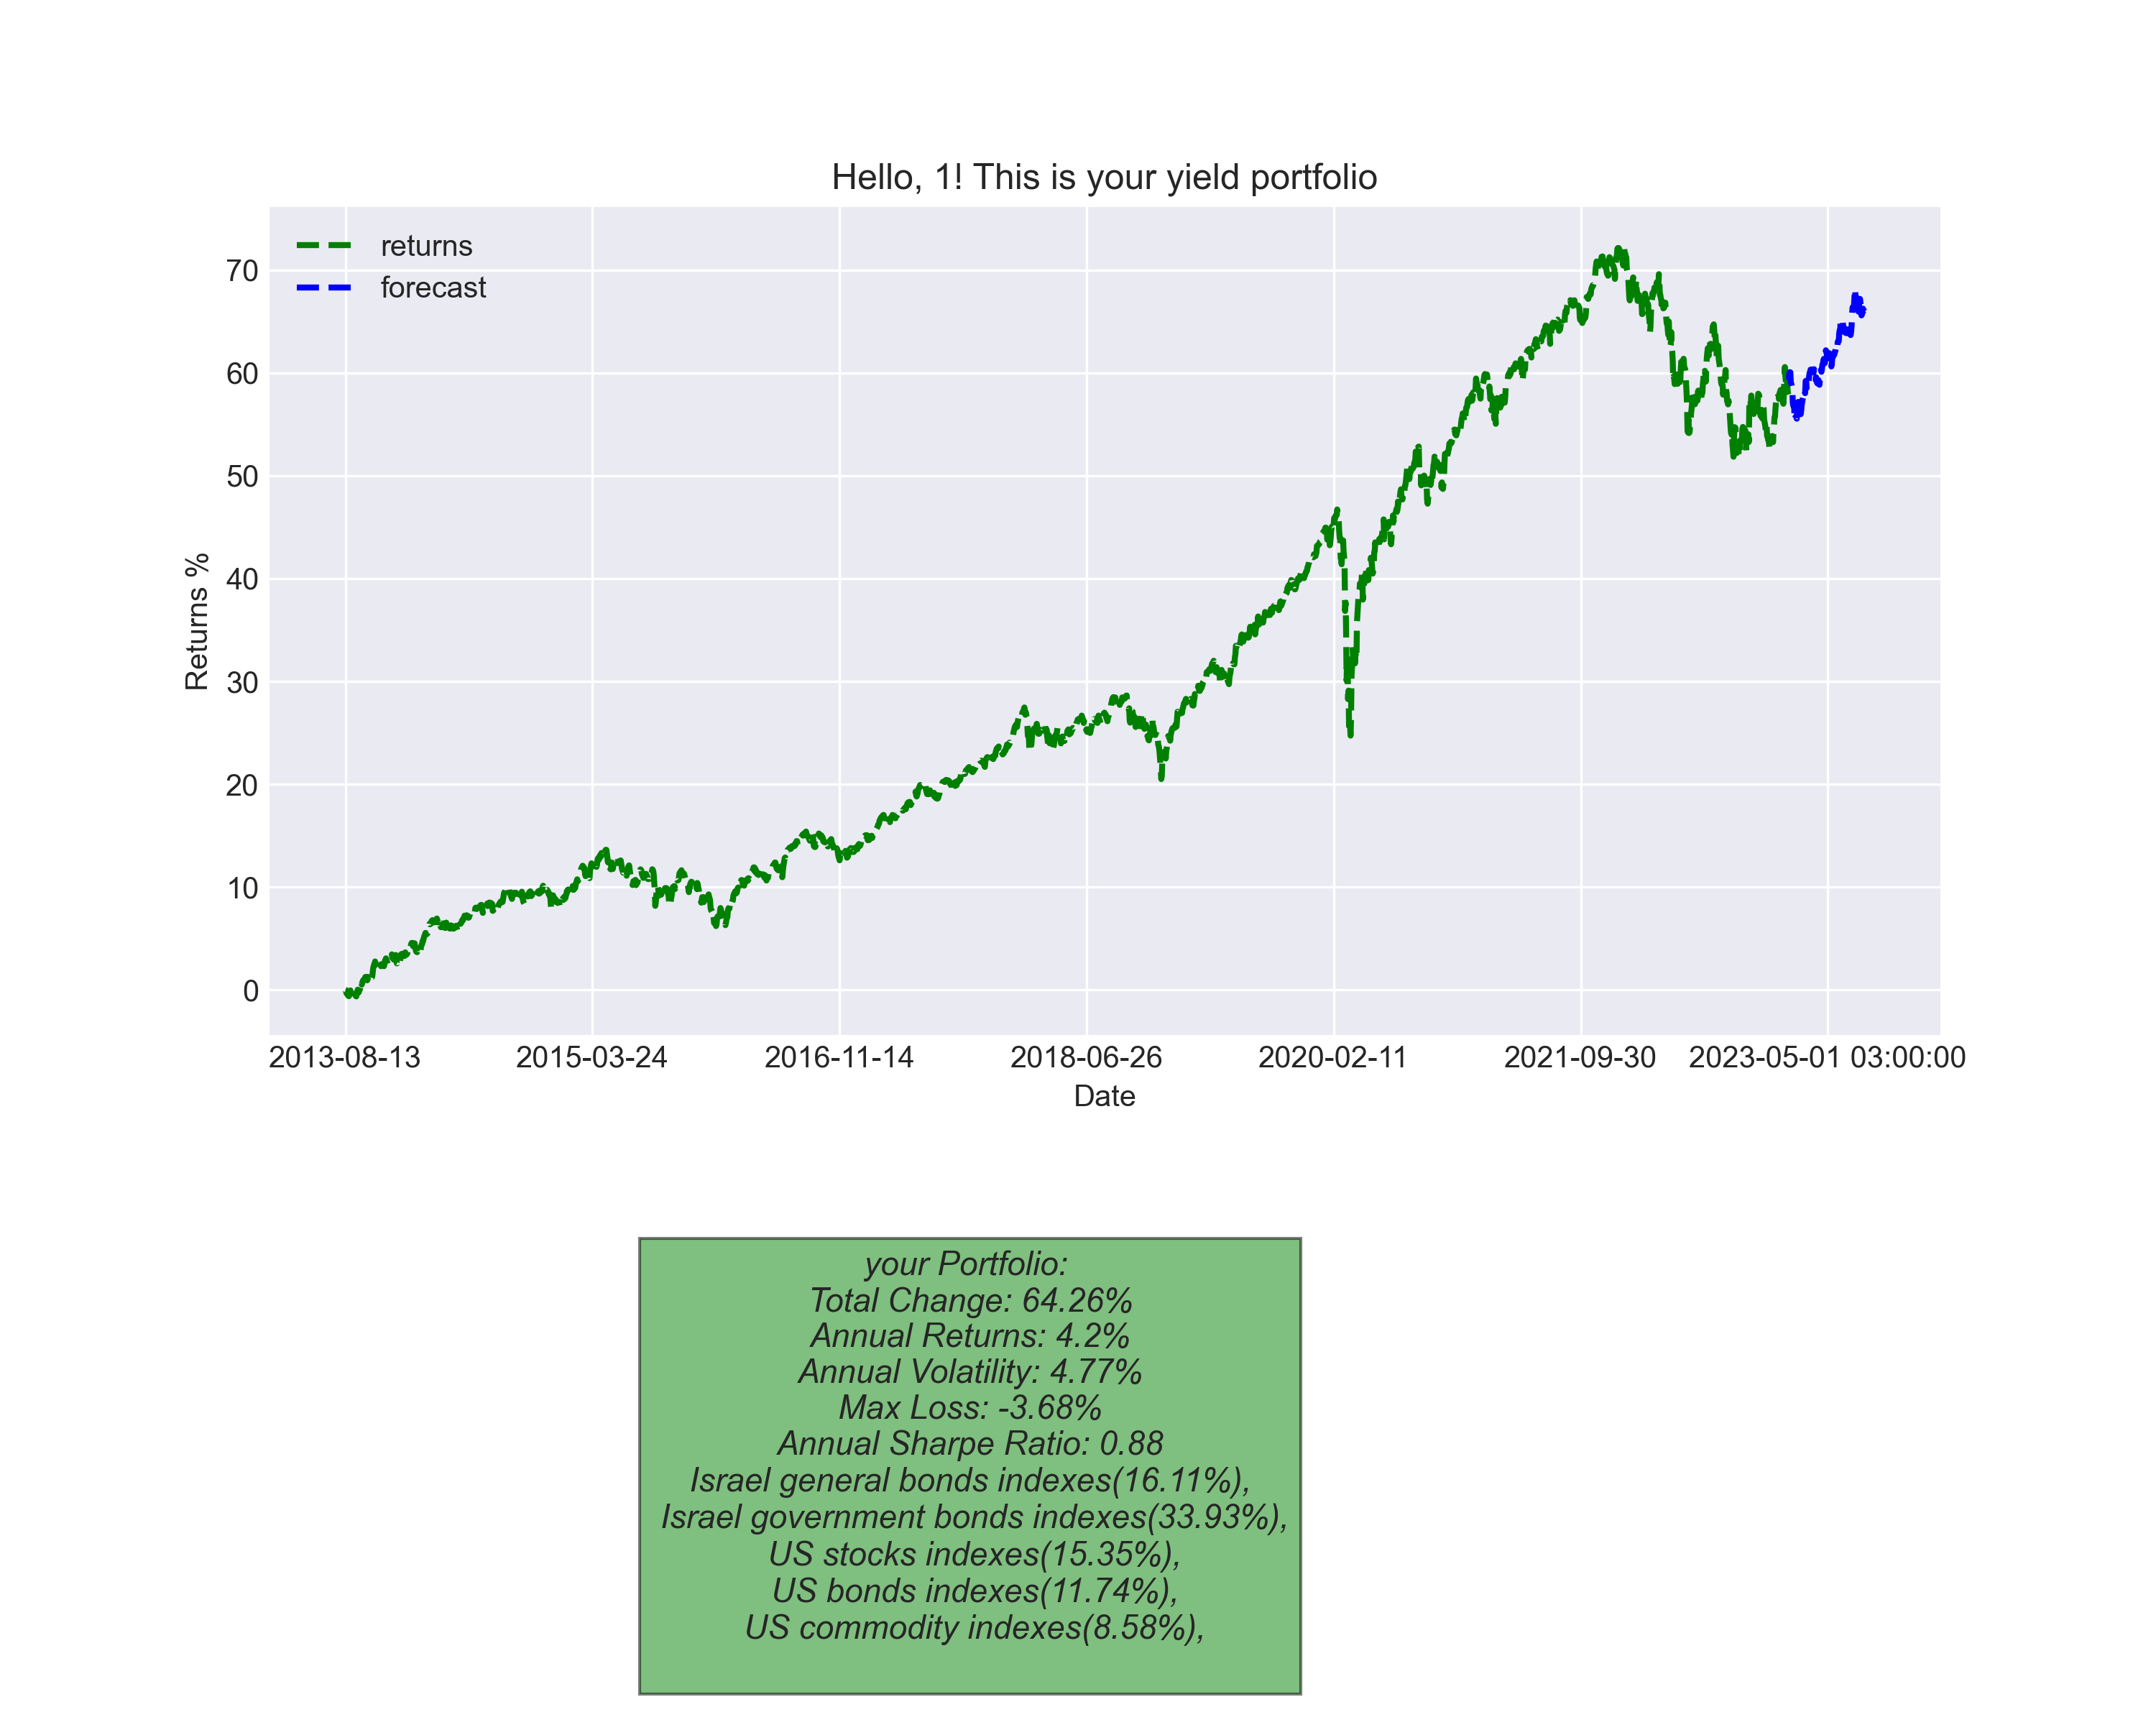 Hello, 1! This is your yield portfolio
returns
forecast
70
60
50
40
30
20
10
0
Returns %
2013-08-13 2015-03-24 2016-11-14 2018-06-26 2020-02-11 2021-09-30 2023-05-01 03:00:00
Date
your Portfolio:
Total Change: 64.26%
Annual Returns: 4.2%
Annual Volatility: 4.77%
Max Loss: -3.68%
Annual Sharpe Ratio: 0.88
Israel general bonds indexes(16.11%),
Israel government bonds indexes(33.93%),
US stocks indexes(15.35%),
US bonds indexes(11.74%),
US commodity indexes(8.58%),